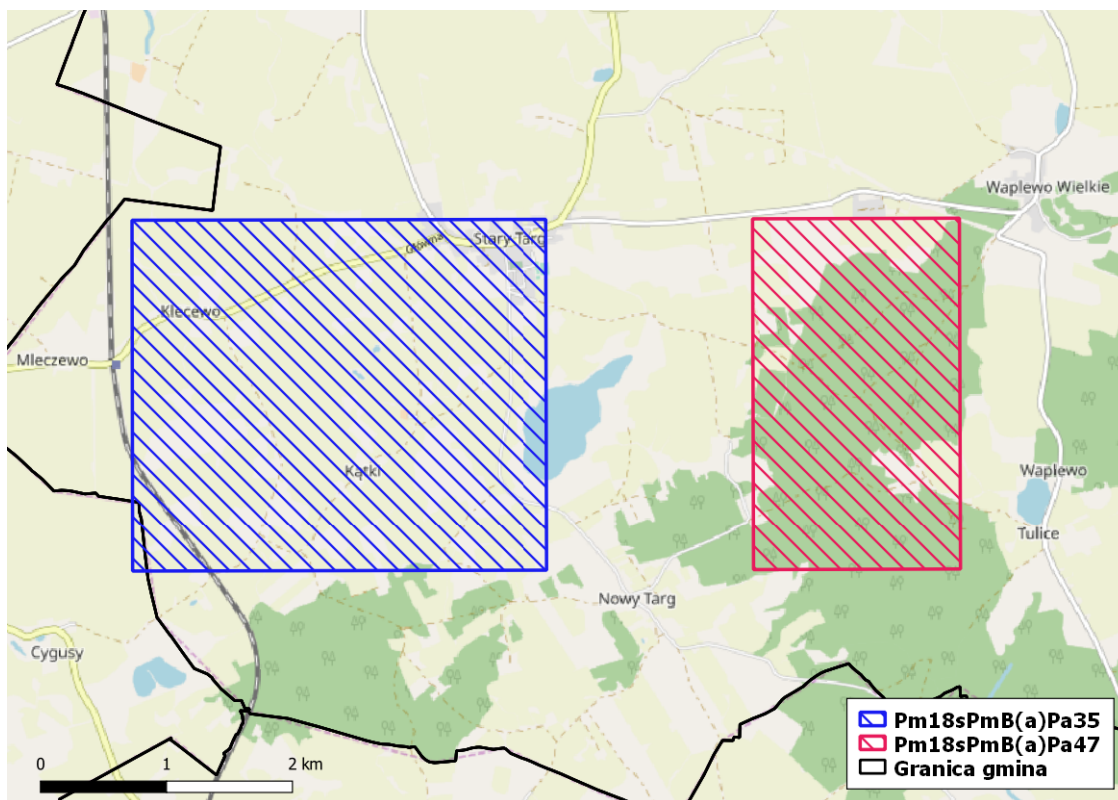 Waplewo Wielkie
Stary Targ
Główna
Klecewo
Mleczewo
Kątki
Waplewo
Tulice
Nowy Targ
Cygusy
Pm18sPmB(a)Pa35
Pm18sPmB(a)Pa47
Granica gmina
0 1 2 km